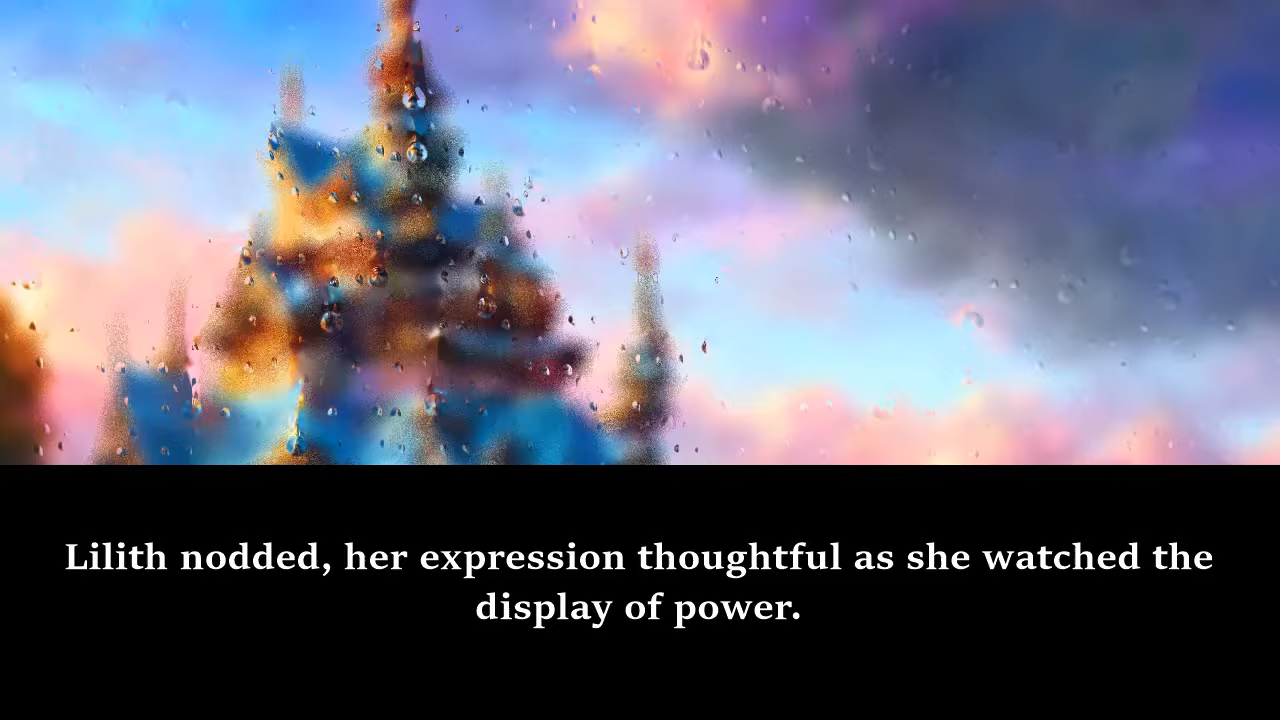 Lilith nodded, her expression thoughtful as she watched the
display of power.